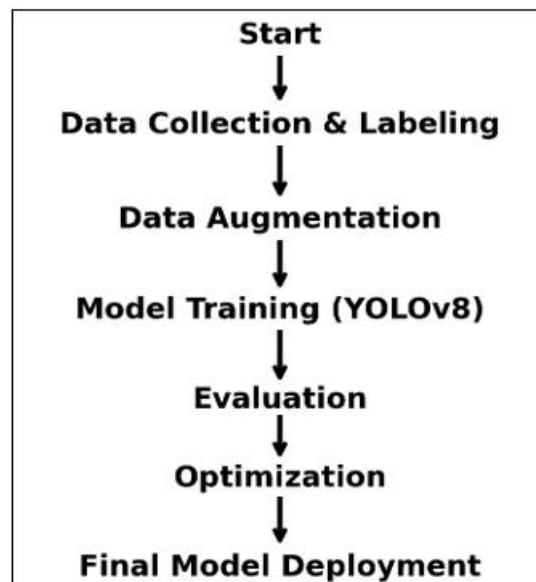 Start
Data Collection & Labeling
Data Augmentation
Model Training (YOLOv8)
Evaluation
Optimization
Final Model Deployment